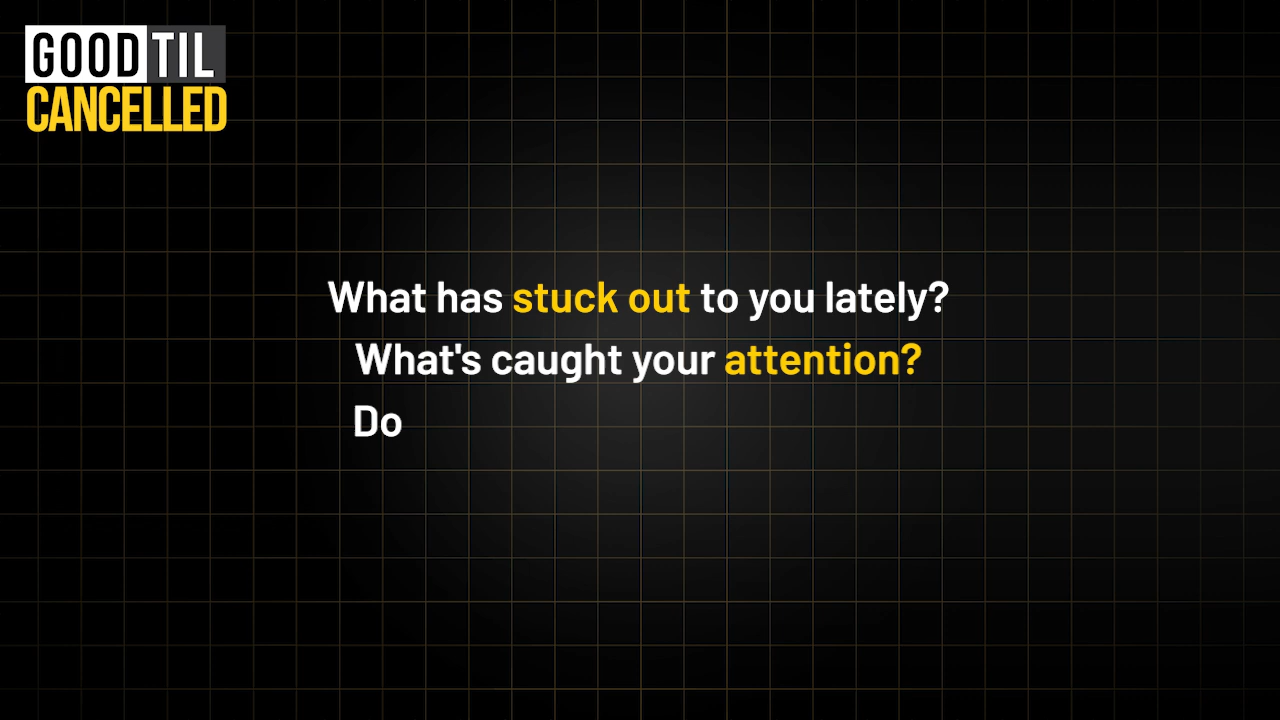 GOOD TIL
CANCELLED
What has stuck out to you lately?
What's caught your attention?
Do